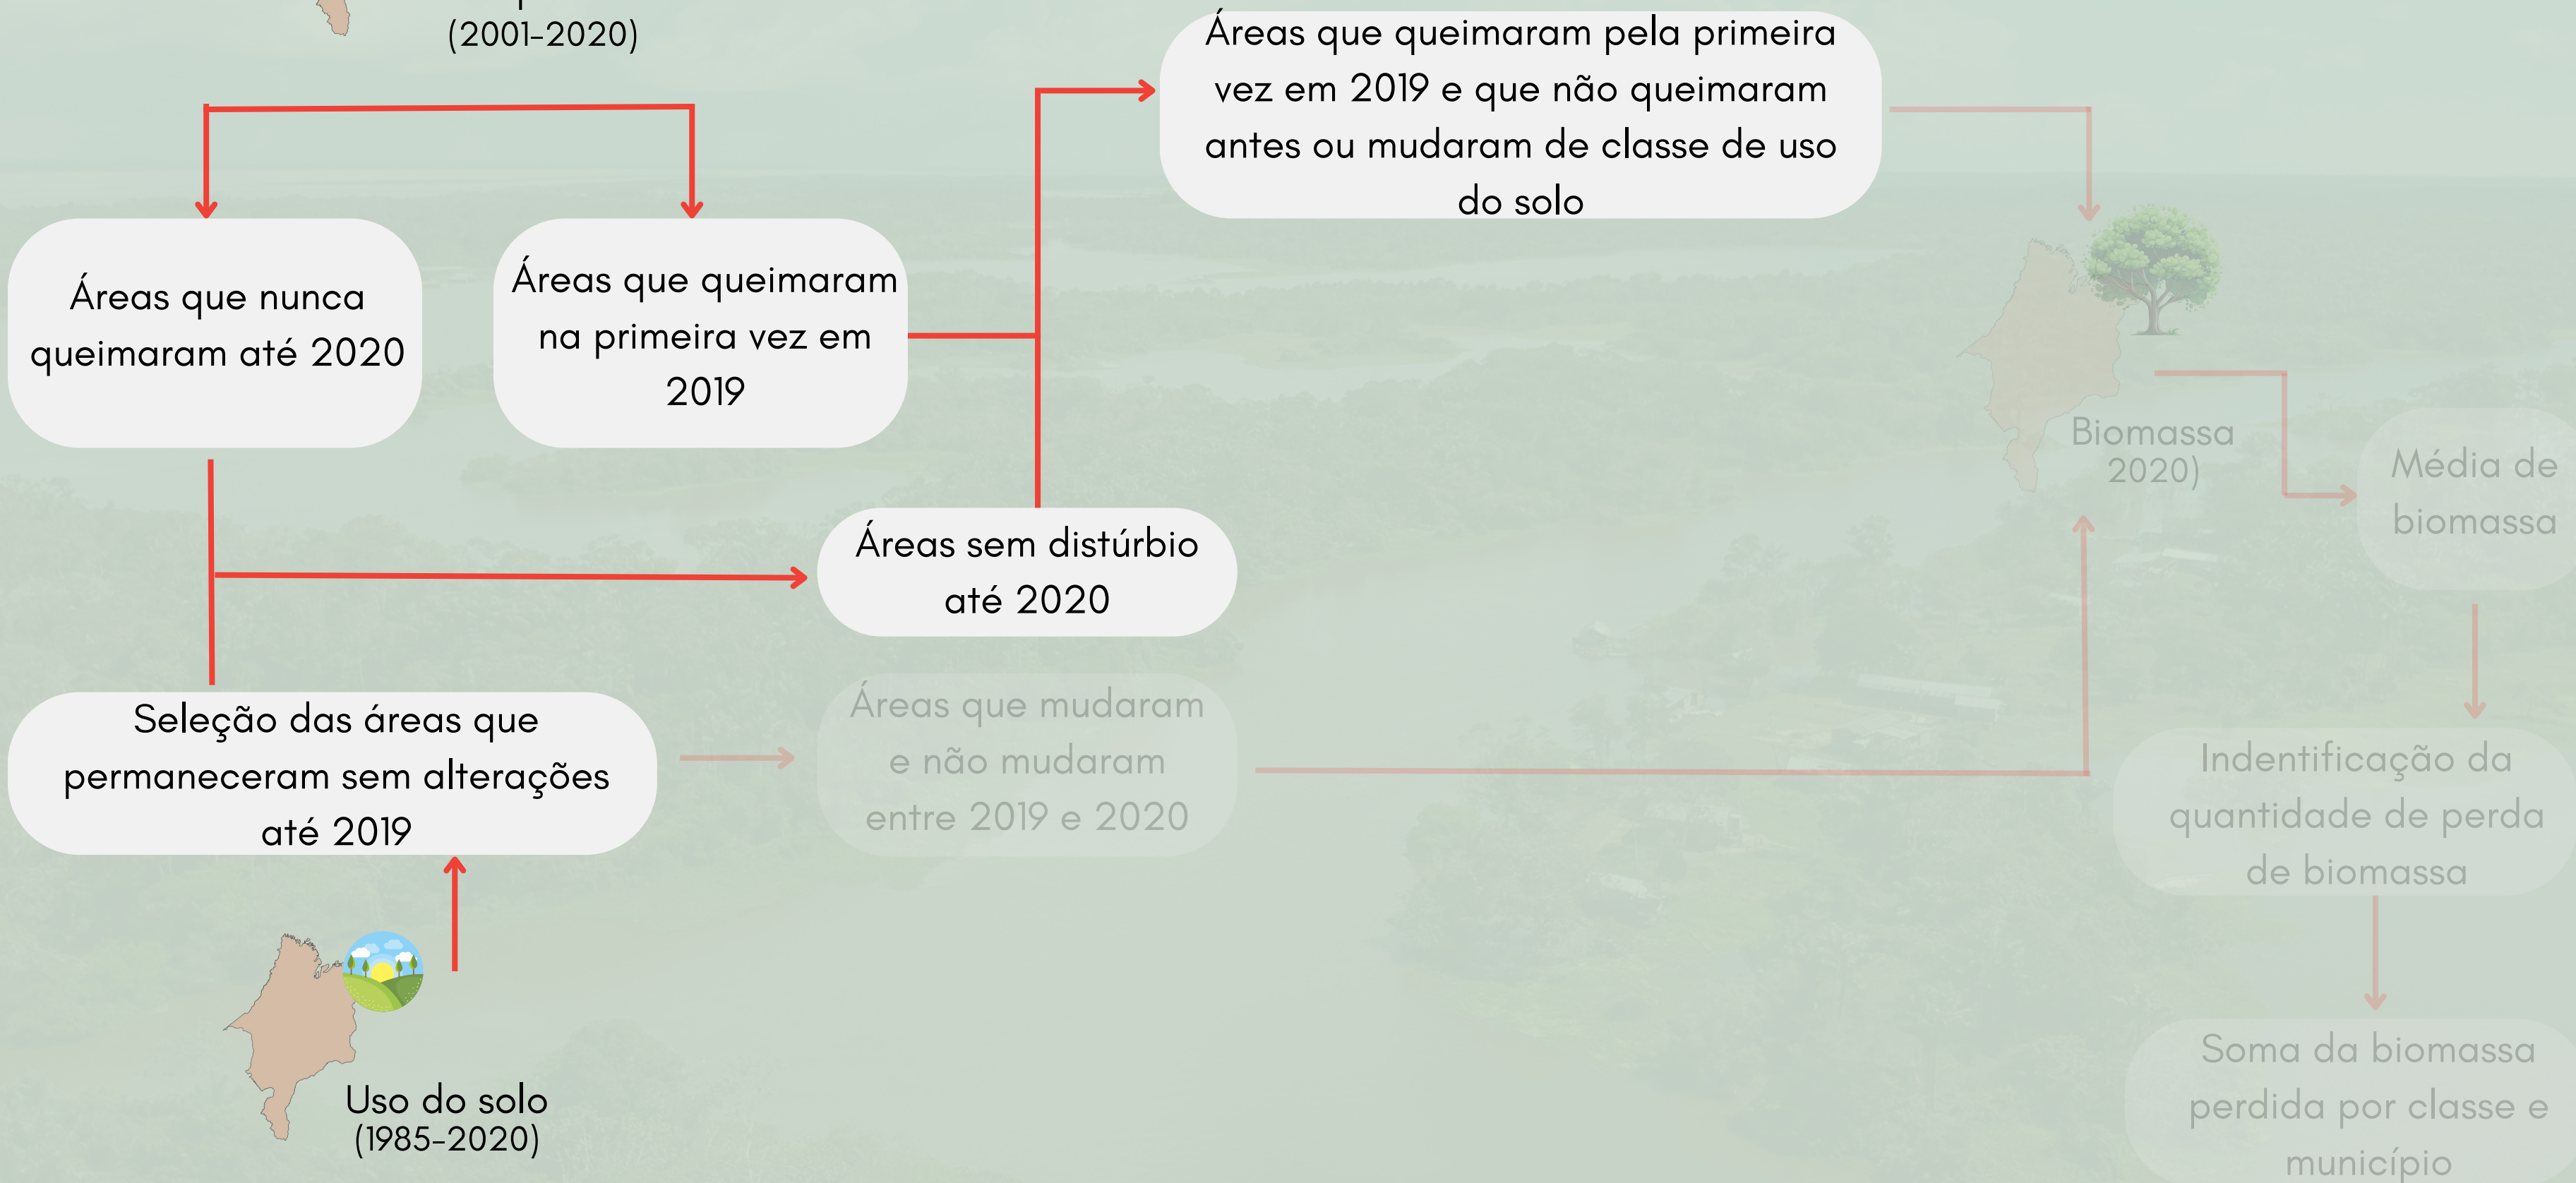 (2001-2020)
Áreas que queimaram pela primeira
vez em 2019 e que não queimaram
antes ou mudaram de classe de uso
do solo
Áreas que nunca
queimaram até 2020
Áreas que queimaram
na primeira vez em
2019
Biomassa
2020)
Média de
biomassa
Áreas sem distúrbio
até 2020
Seleção das áreas que
permaneceram sem alterações
até 2019
Áreas que mudaram
e não mudaram
entre 2019 e 2020
Indentificação da
quantidade de perda
de biomassa
Uso do solo
(1985-2020)
Soma da biomassa
perdida por classe e
município